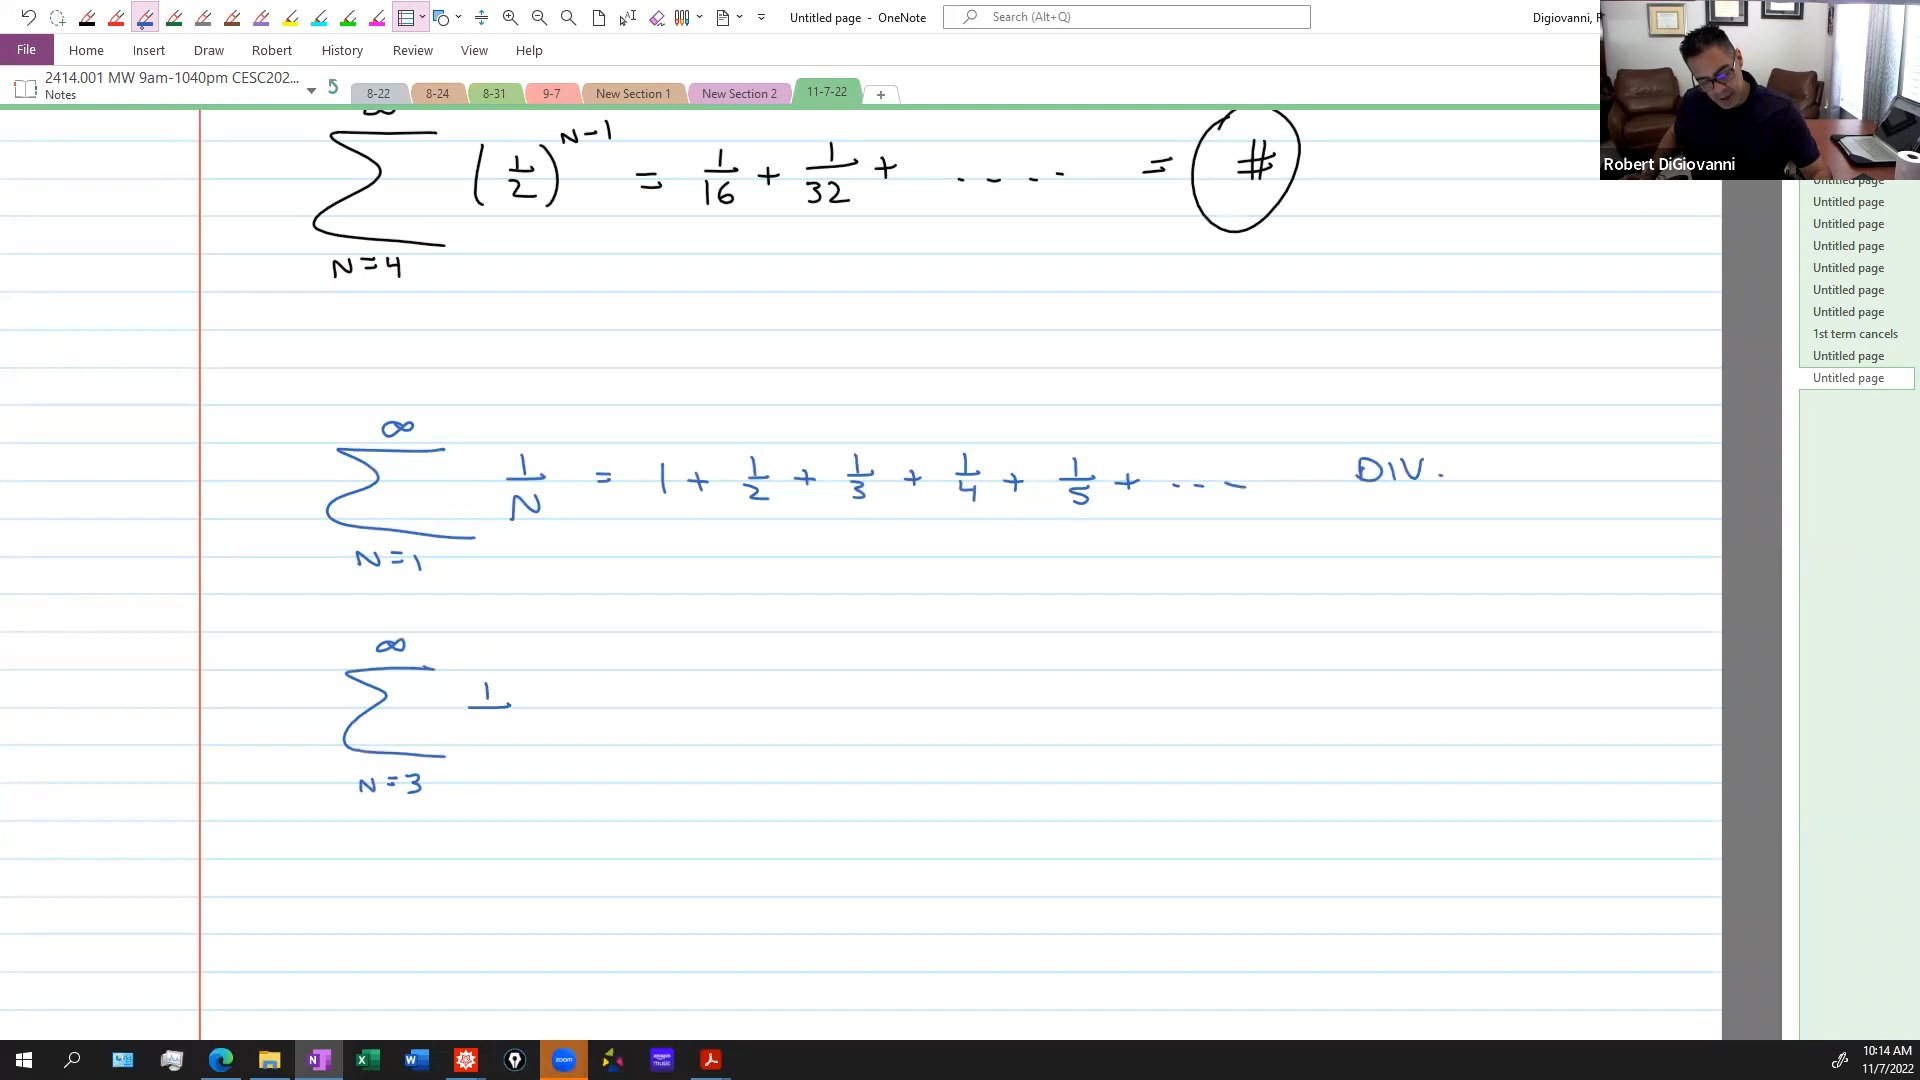 Untitled page - OneNote
Search (Alt+Q)
Digiovanni, R
File Home Insert Draw Robert History Review View Help
2414.001 MW 9am-1040pm CESC202...
Notes
8-22 8-24 8-31 9-7 New Section 1 New Section 2 11-7-22 +
Robert DiGiovanni
∞
Σ (1/2)^N-1 = 1/16 + 1/32 + ..... = #
N=4
∞
Σ 1/N = 1 + 1/2 + 1/3 + 1/4 + 1/5 + --- DIV.
N=1
∞
Σ 1
N=3
Untitled page
Untitled page
Untitled page
Untitled page
Untitled page
Untitled page
Untitled page
1st term cancels
Untitled page
Untitled page
zoom
amazon music
10:14 AM
11/7/2022